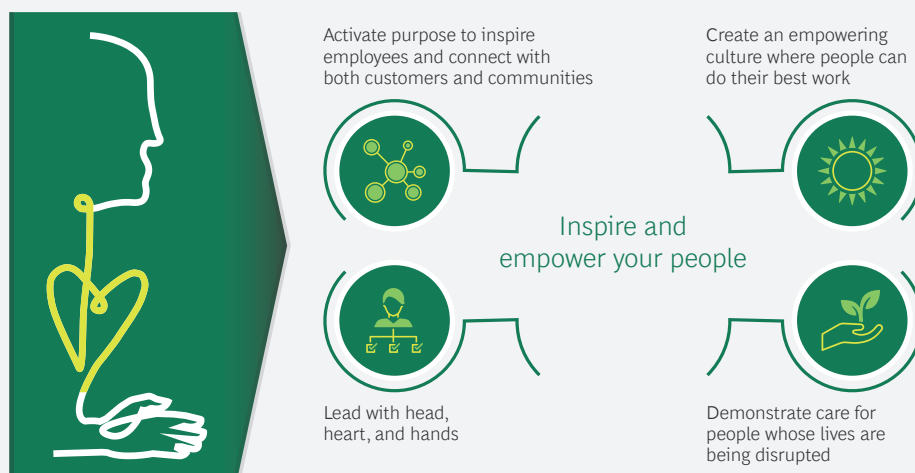 Activate purpose to inspire
employees and connect with
both customers and communities
Create an empowering
culture where people can
do their best work
Inspire and
empower your people
Lead with head,
heart, and hands
Demonstrate care for
people whose lives are
being disrupted